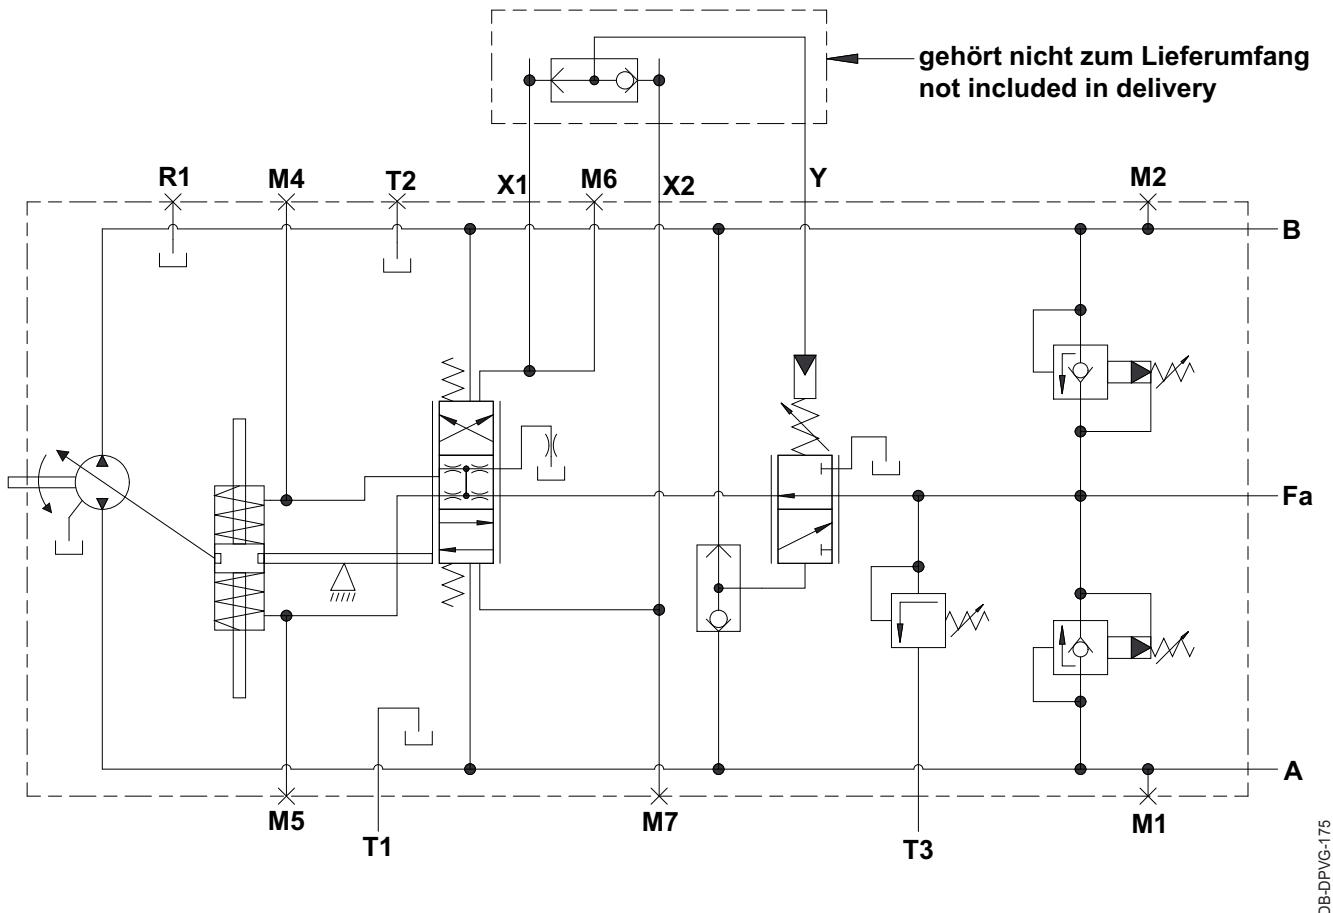 gehört nicht zum Lieferumfang
not included in delivery
R1
M4
T2
X1
M6
X2
Y
M2
B
Fa
A
M5
T1
M7
T3
M1
DB-DPVG-175